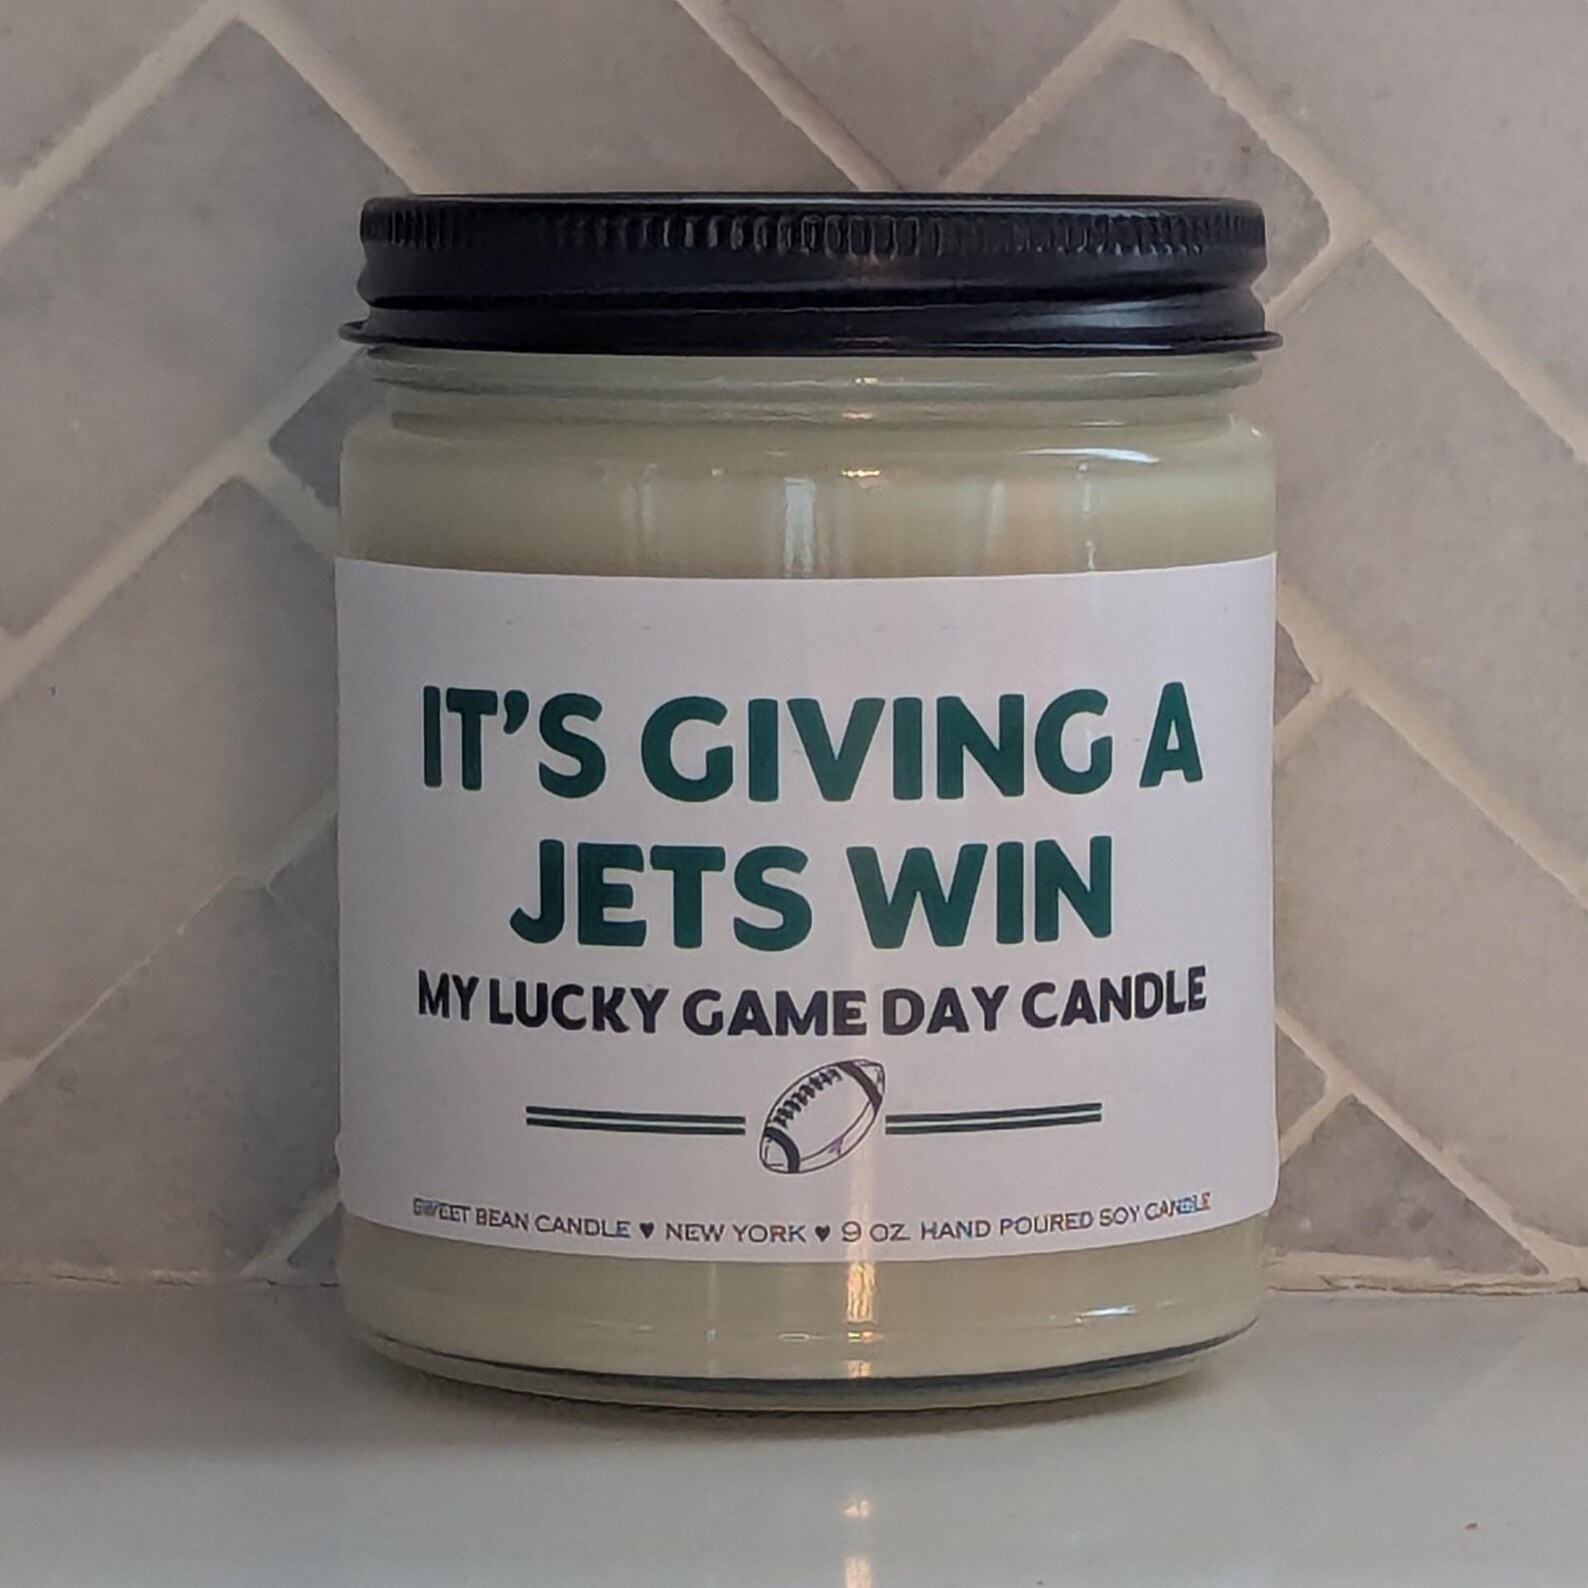 IT'S GIVING A
JETS WIN
MY LUCKY GAME DAY CANDLE
SWEET BEAN CANDLE ♥ NEW YORK ♥ 9 OZ. HAND POURED SOY CANDLE